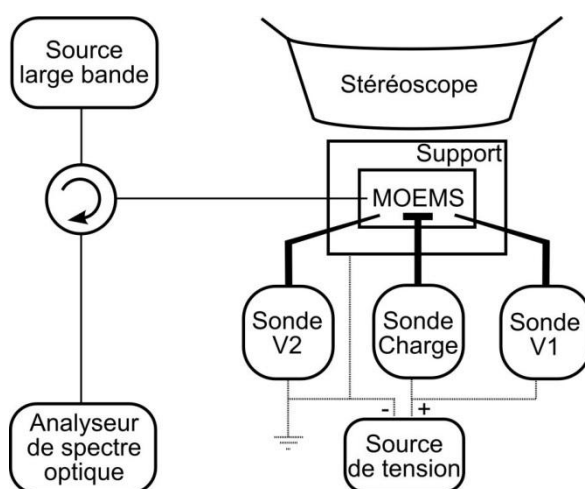 Source
large bande
Stéréoscope
Support
MOEMS
Sonde
V2
Sonde
Charge
Sonde
V1
- +
Analyseur
de spectre
optique
Source
de tension